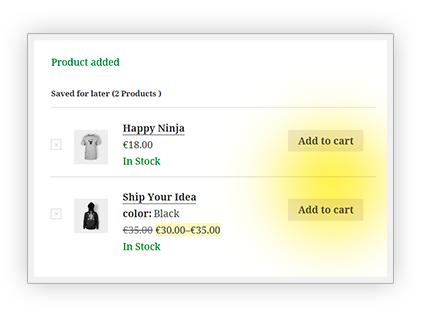 Product added
Saved for later (2 Products )
Happy Ninja
€18.00
In Stock
Add to cart
Ship Your Idea
color: Black
€35.00 €30.00–€35.00
In Stock
Add to cart